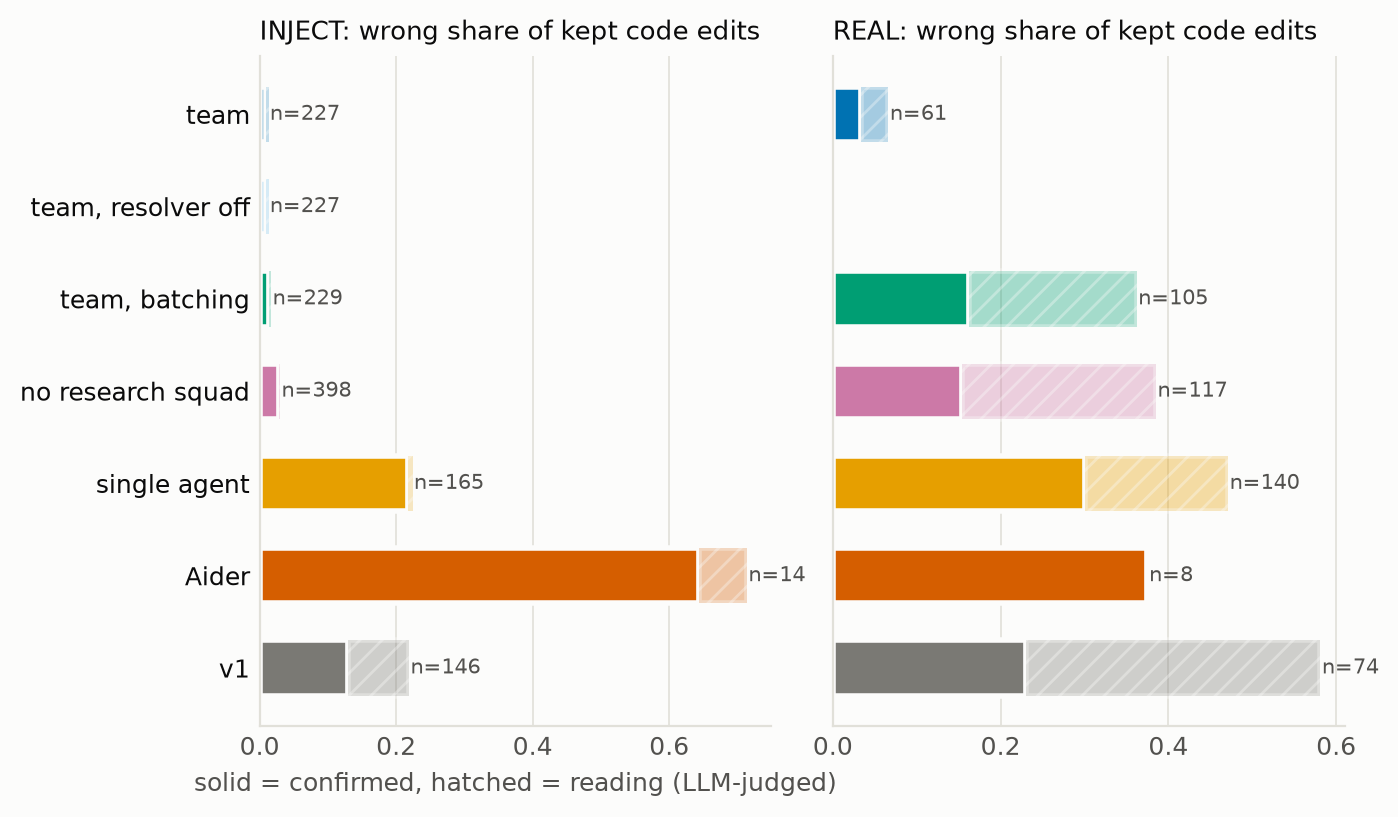 INJECT: wrong share of kept code edits
REAL: wrong share of kept code edits
team
n=227
n=61
team, resolver off
n=227
team, batching
n=229
n=105
no research squad
n=398
n=117
single agent
n=165
n=140
Aider
n=14
n=8
v1
n=146
n=74
0.0 0.2 0.4 0.6
0.0 0.2 0.4 0.6
solid = confirmed, hatched = reading (LLM-judged)